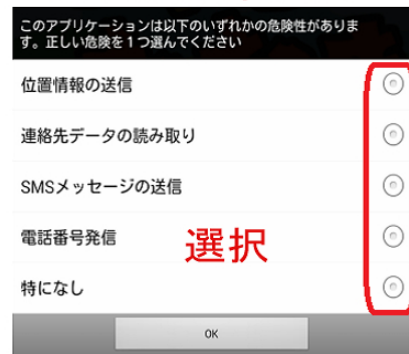 このアプリケーションは以下のいずれかの危険性がありま
す。正しい危険を1つ選んでください
位置情報の送信
連絡先データの読み取り
SMSメッセージの送信
電話番号発信
選択
特になし
OK